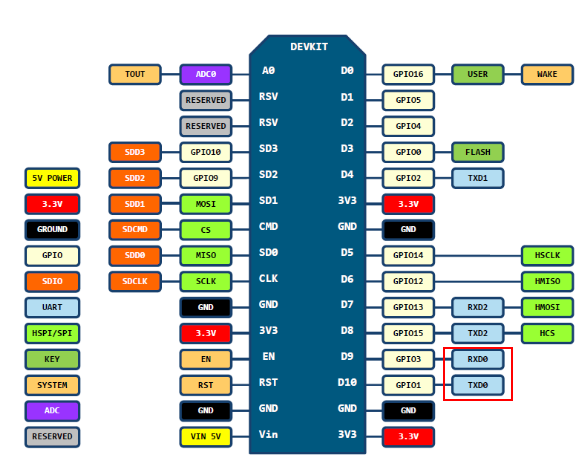 DEVKIT
TOUT ADC0 A0 D0 GPIO16 USER WAKE
RESERVED RSV D1 GPIO5
RESERVED RSV D2 GPIO4
SDD3 GPIO10 SD3 D3 GPIO0 FLASH
5V POWER SDD2 GPIO9 SD2 D4 GPIO2 TXD1
3.3V SDD1 MOSI SD1 3V3 3.3V
GROUND SDCMD CS CMD GND GND
GPIO SDD0 MISO SD0 D5 GPIO14 HSCLK
SDIO SDCLK SCLK CLK D6 GPIO12 HMISO
UART GND GND D7 GPIO13 RXD2 HMOSI
HSPI/SPI 3.3V 3V3 D8 GPIO15 TXD2 HCS
KEY EN EN D9 GPIO3 RXD0
SYSTEM RST RST D10 GPIO1 TXD0
ADC GND GND GND GND
RESERVED VIN 5V Vin 3V3 3.3V